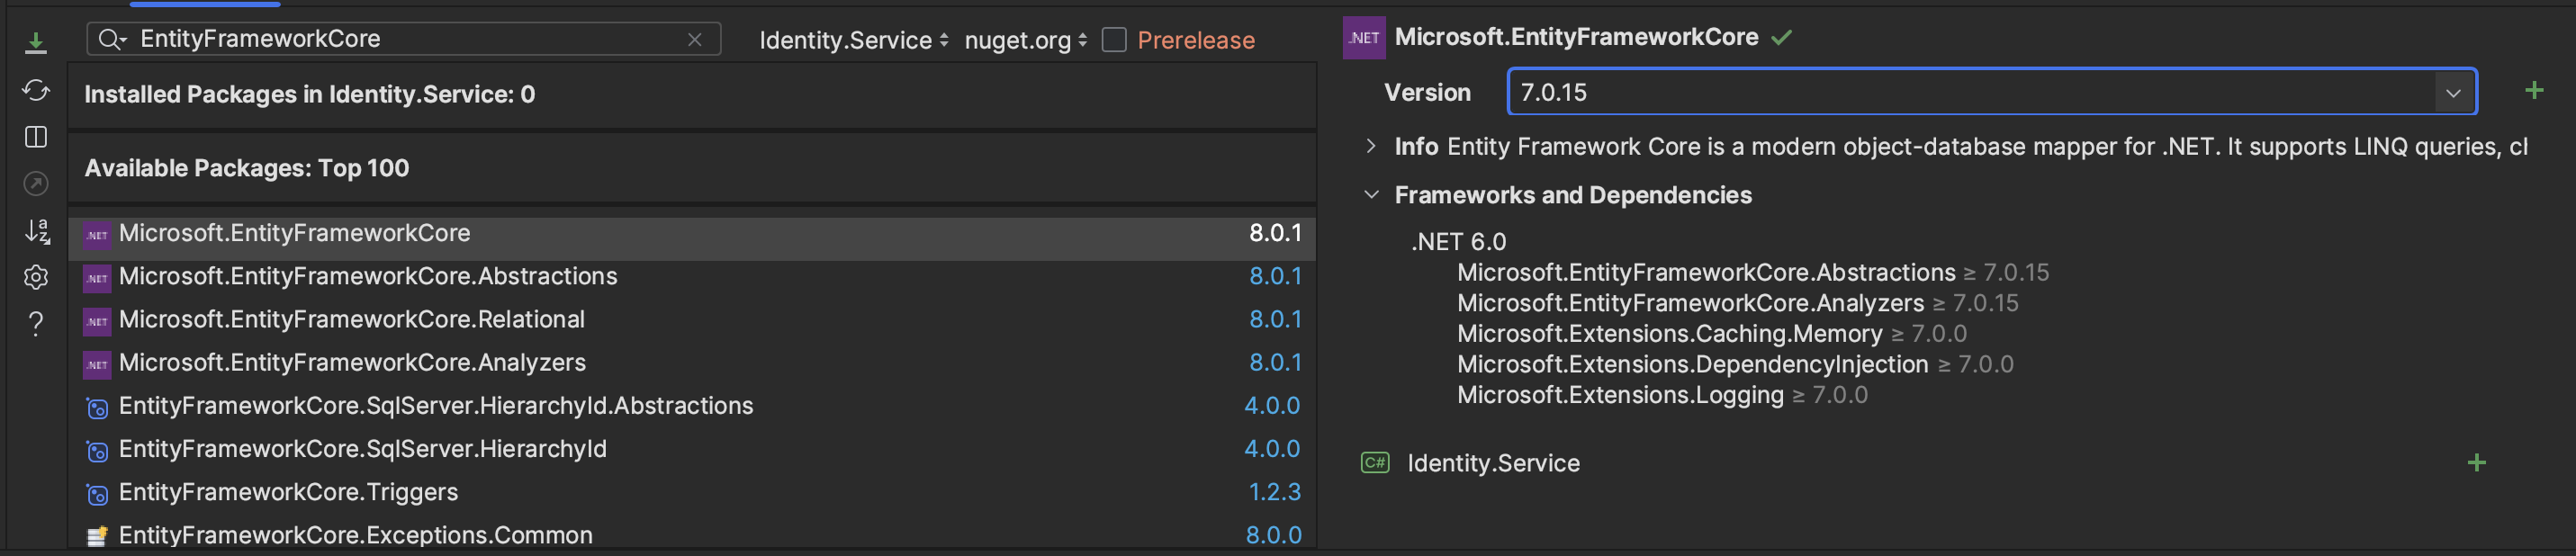 EntityFrameworkCore
Identity.Service nuget.org Prerelease
Installed Packages in Identity.Service: 0
Available Packages: Top 100
.NET Microsoft.EntityFrameworkCore 8.0.1
.NET Microsoft.EntityFrameworkCore.Abstractions 8.0.1
.NET Microsoft.EntityFrameworkCore.Relational 8.0.1
.NET Microsoft.EntityFrameworkCore.Analyzers 8.0.1
EntityFrameworkCore.SqlServer.HierarchyId.Abstractions 4.0.0
EntityFrameworkCore.SqlServer.HierarchyId 4.0.0
EntityFrameworkCore.Triggers 1.2.3
EntityFrameworkCore.Exceptions.Common 8.0.0
.NET Microsoft.EntityFrameworkCore
Version 7.0.15
Info Entity Framework Core is a modern object-database mapper for .NET. It supports LINQ queries,
Frameworks and Dependencies
.NET 6.0
Microsoft.EntityFrameworkCore.Abstractions ≥ 7.0.15
Microsoft.EntityFrameworkCore.Analyzers ≥ 7.0.15
Microsoft.Extensions.Caching.Memory ≥ 7.0.0
Microsoft.Extensions.DependencyInjection ≥ 7.0.0
Microsoft.Extensions.Logging ≥ 7.0.0
C# Identity.Service